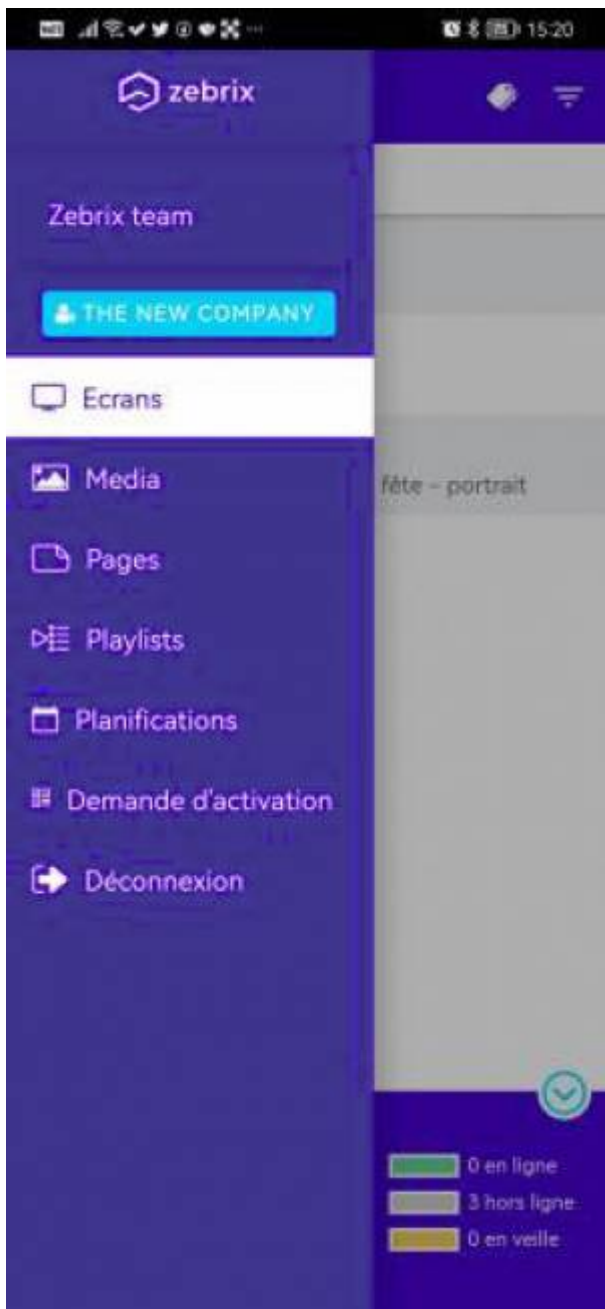 15:20
zebrix
Zebrix team
THE NEW COMPANY
Ecrans
Media
fête - portrait
Pages
Playlists
Planifications
Demande d'activation
Déconnexion
0 en ligne
3 hors ligne
0 en veille